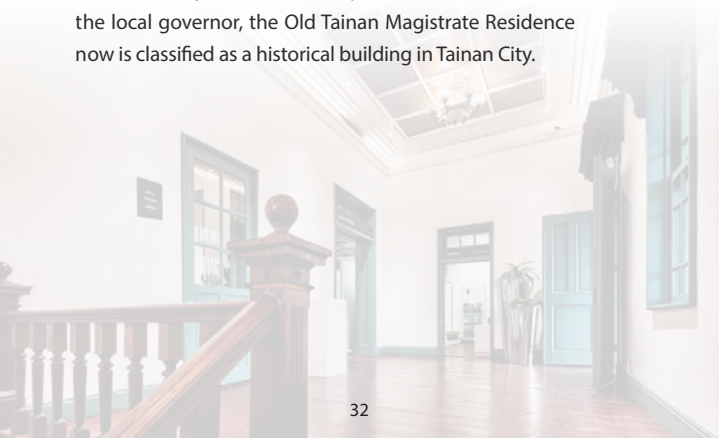 the local governor, the Old Tainan Magistrate Residence
now is classified as a historical building in Tainan City.
32